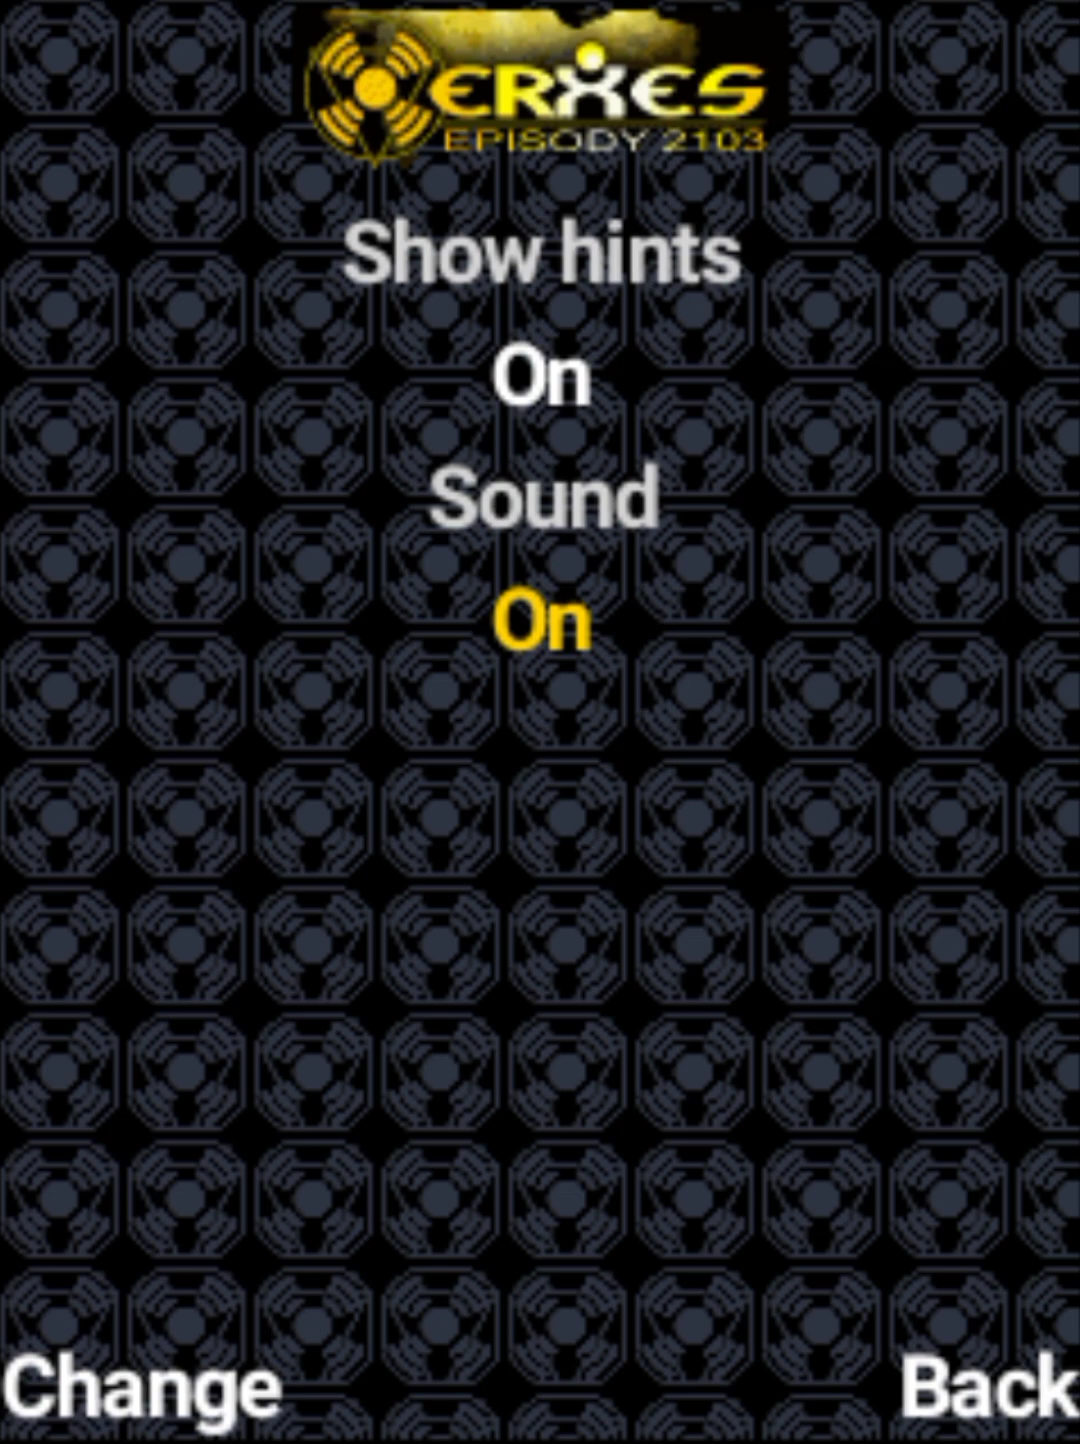 XERXES
EPISODY 2103
Show hints
On
Sound
On
Change
Back